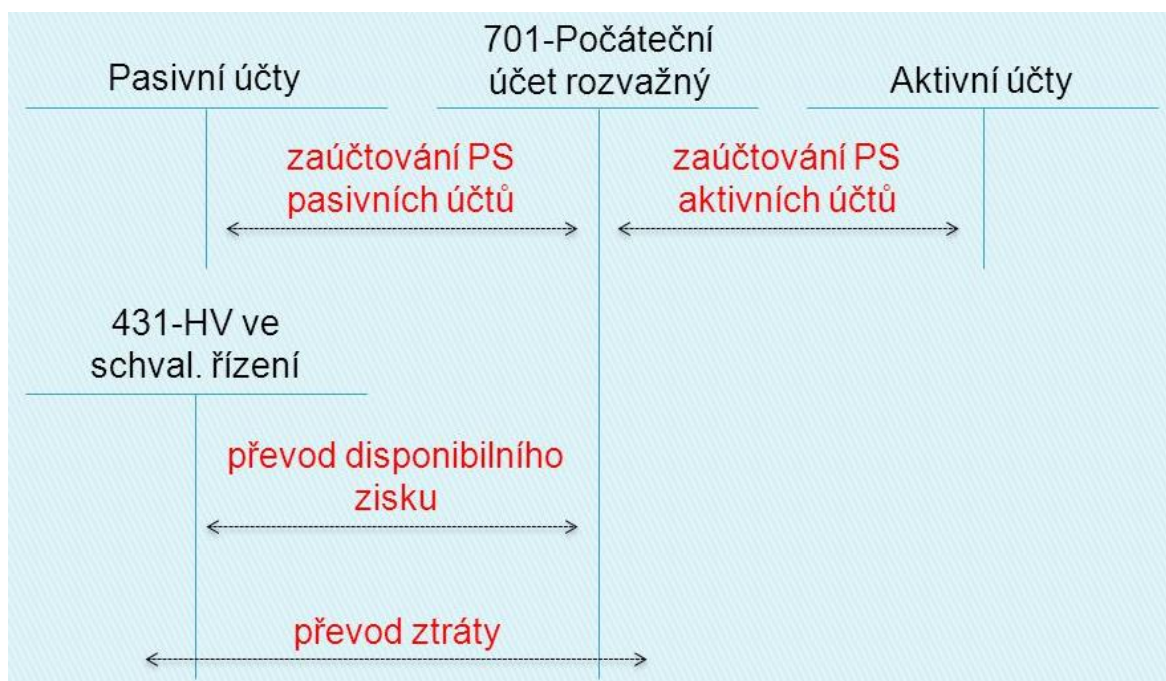 701-Počáteční
Pasivní účty
účet rozvažný
Aktivní účty
zaúčtování PS
pasivních účtů
zaúčtování PS
aktivních účtů
431-HV ve
schval. řízení
převod disponibilního
zisku
převod ztráty